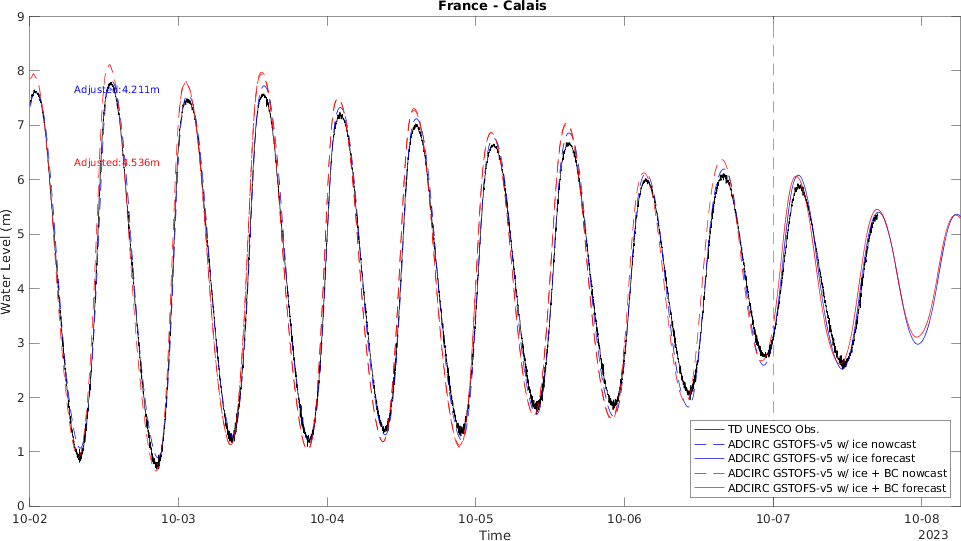 France - Calais
9
8
7
6
5
4
3
2
1
0
Water Level (m)
Adjusted:4.211m
Adjusted:4.536m
TD UNESCO Obs.
ADCIRC GSTOFS-v5 w/ ice nowcast
ADCIRC GSTOFS-v5 w/ ice forecast
ADCIRC GSTOFS-v5 w/ ice + BC nowcast
ADCIRC GSTOFS-v5 w/ ice + BC forecast
10-02 10-03 10-04 10-05 10-06 10-07 10-08
Time
2023